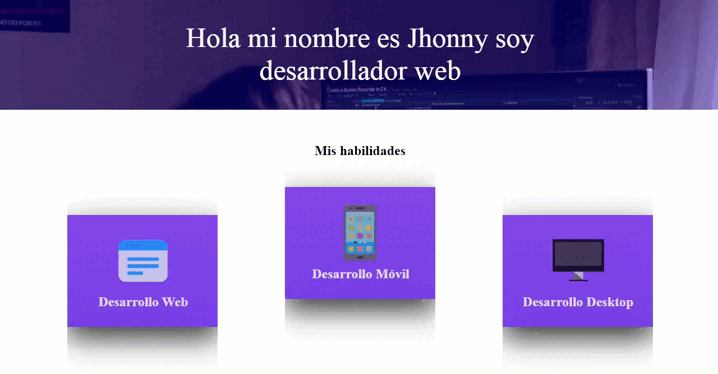 Hola mi nombre es Jhonny soy
desarrollador web
Mis habilidades
Desarrollo Móvil
Desarrollo Web
Desarrollo Desktop